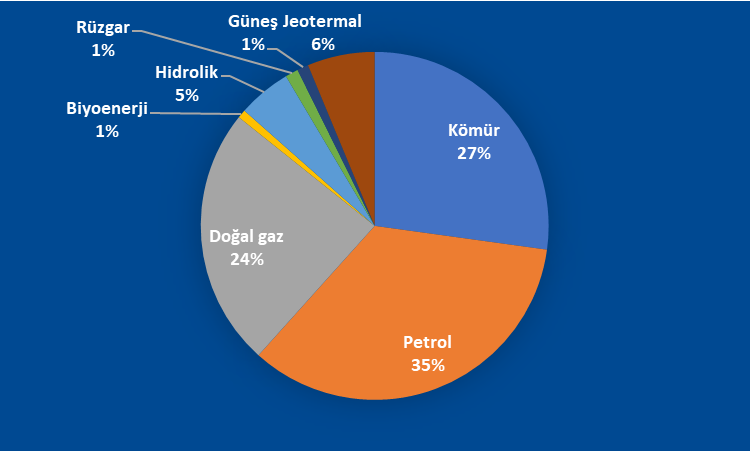 Rüzgar
1%
Güneş Jeotermal
1% 6%
Hidrolik
5%
Biyoenerji
1%
Kömür
27%
Doğal gaz
24%
Petrol
35%